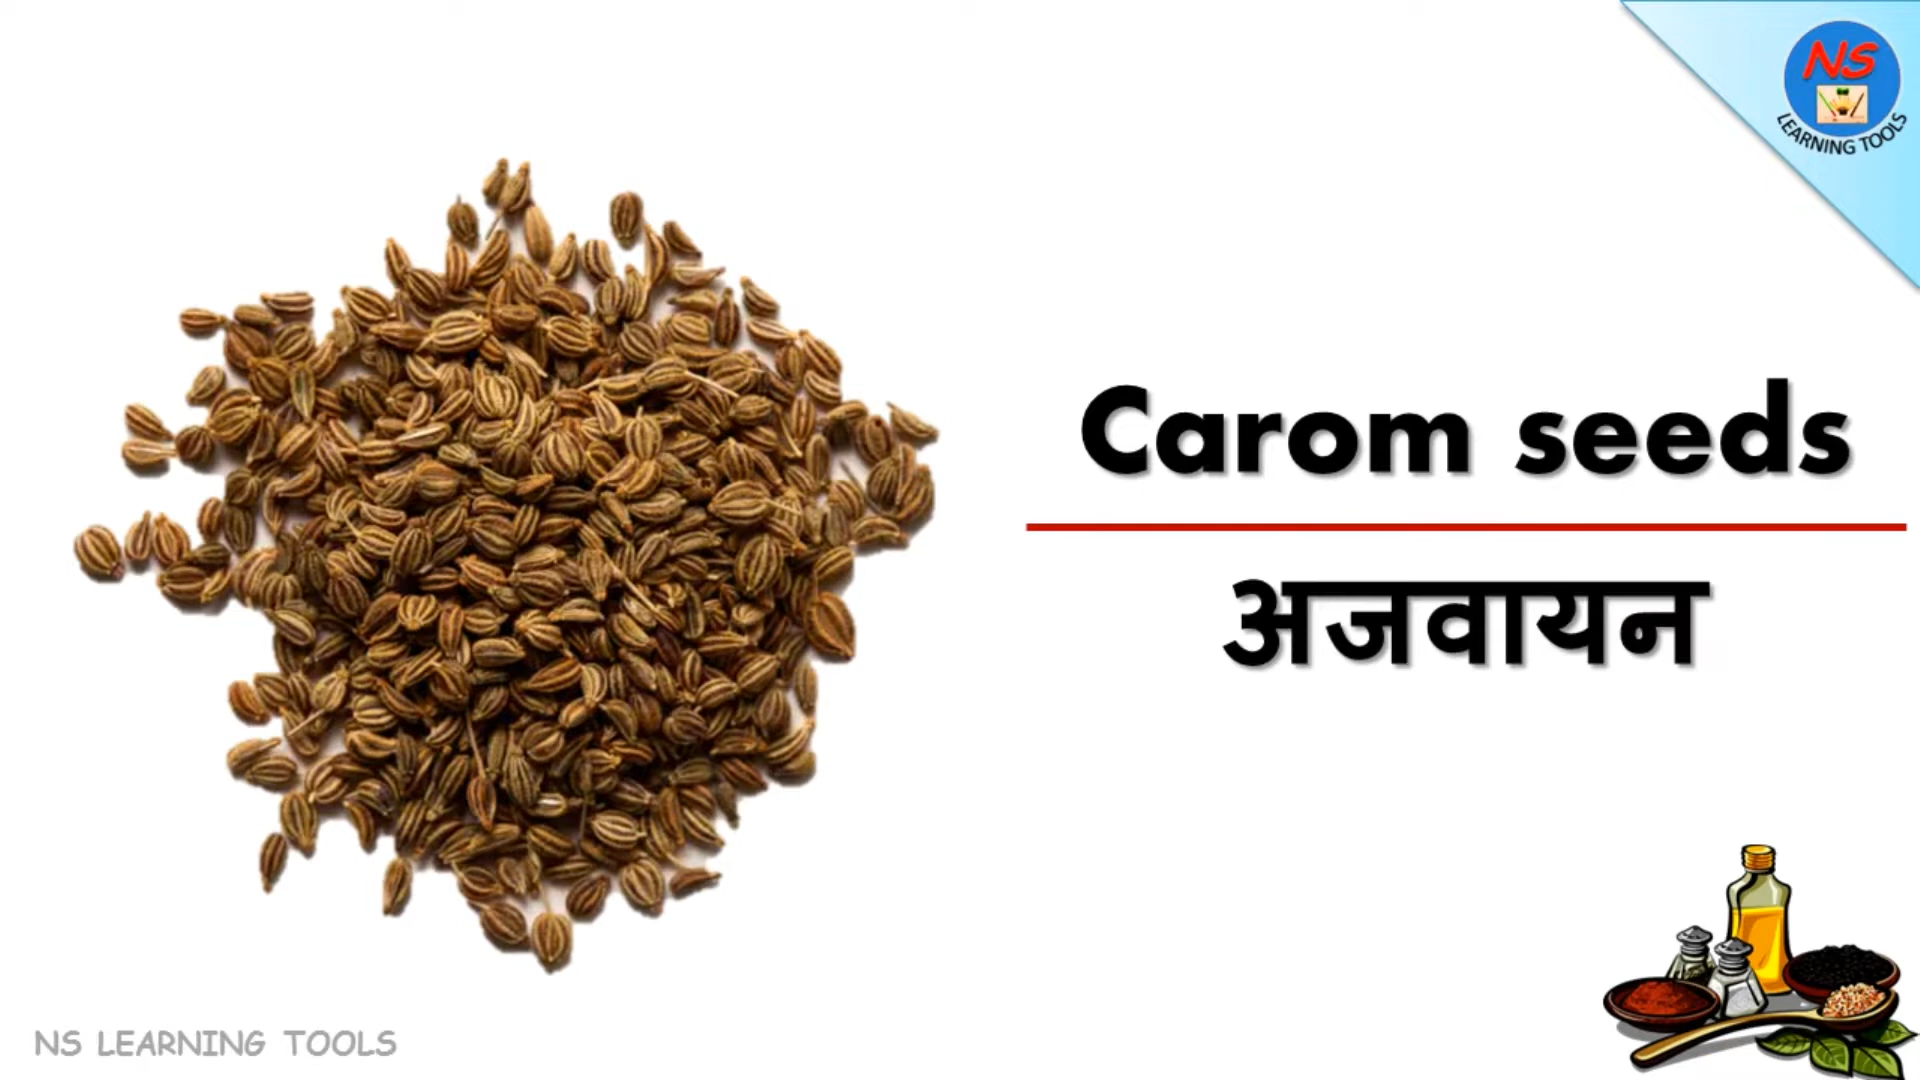 NS
LEARNING TOOLS
Carom seeds
अजवायन
NS LEARNING TOOLS